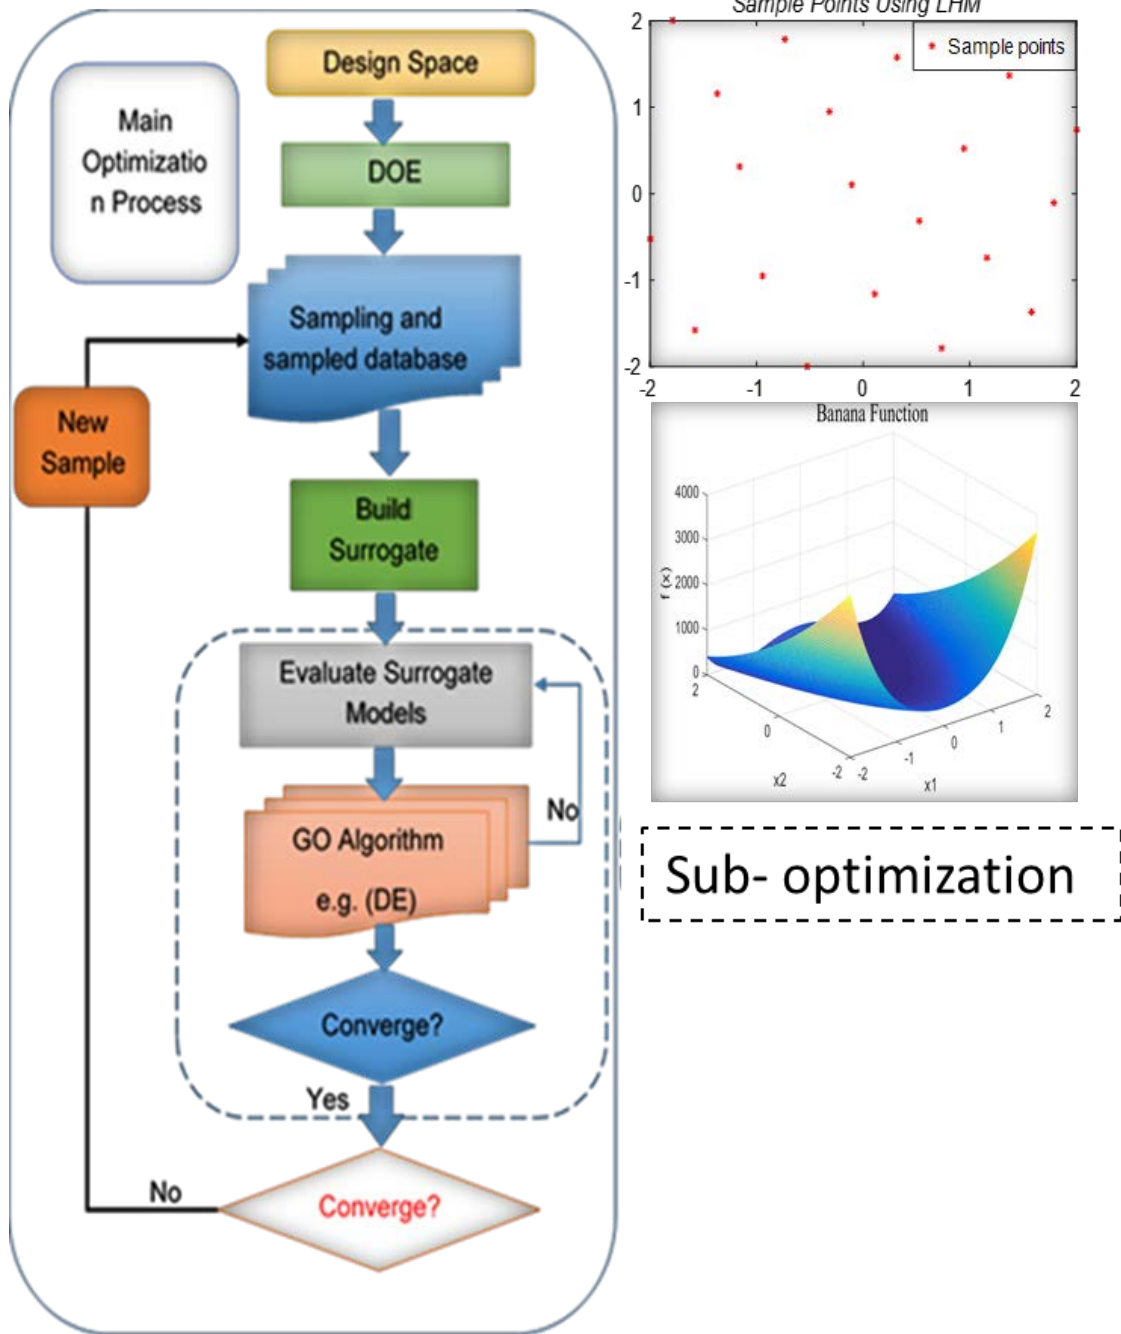 Design Space
Main
Optimizatio
n Process
DOE
Sampling and
sampled database
New
Sample
Build
Surrogate
Evaluate Surrogate
Models
No
GO Algorithm
e.g. (DE)
Converge?
Yes
No
Converge?
Sample Points Using LHM
Sample points
2
1
0
-1
-2
-2
-1
0
1
2
Banana Function
4000
3000
2000
1000
0
f (x)
2
0
-2
x2
-2
-1
0
1
2
x1
Sub- optimization